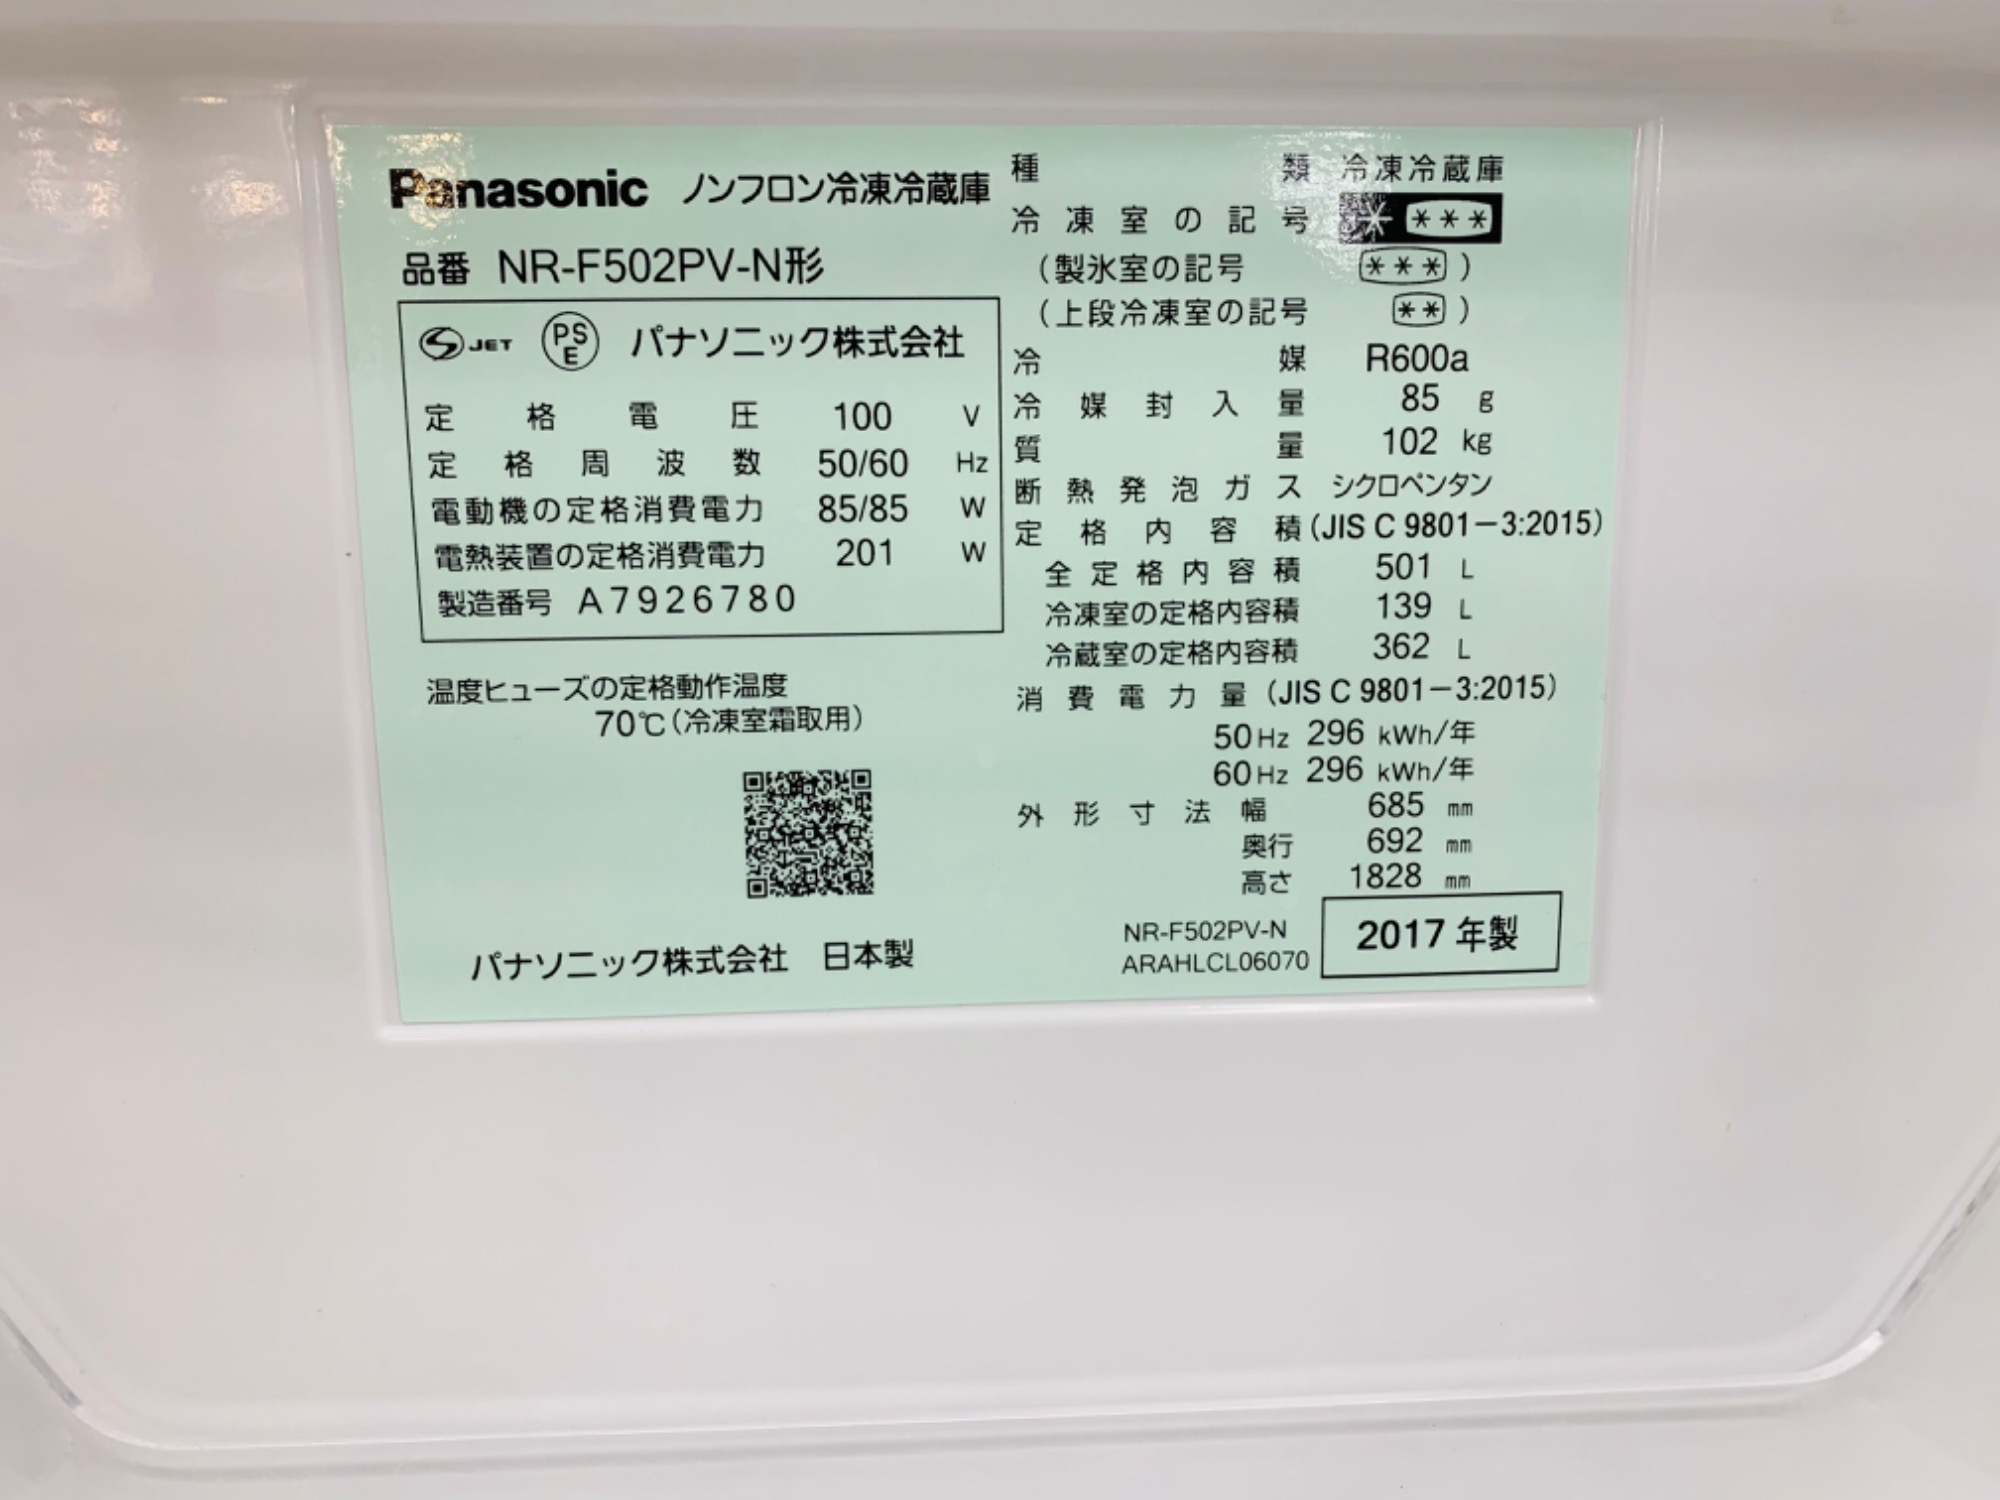 Panasonic ノンフロン冷凍冷蔵庫
品番 NR-F502PV-N形
JET PSE パナソニック株式会社
定格電圧 100 V
定格周波数 50/60 Hz
電動機の定格消費電力 85/85 W
電熱装置の定格消費電力 201 W
製造番号 A7926780
温度ヒューズの定格動作温度
70℃(冷凍室霜取用)
パナソニック株式会社 日本製
種類 冷凍冷蔵庫
冷凍室の記号 * ***
(製氷室の記号 ***)
(上段冷凍室の記号 **)
冷媒 R600a
冷媒封入量 85 g
質量 102 kg
断熱発泡ガス シクロペンタン
定格内容積(JIS C 9801-3:2015)
全定格内容積 501 L
冷凍室の定格内容積 139 L
冷蔵室の定格内容積 362 L
消費電力量(JIS C 9801-3:2015)
50Hz 296 kWh/年
60Hz 296 kWh/年
外形寸法幅 685 mm
奥行 692 mm
高さ 1828 mm
NR-F502PV-N
ARAHLCL06070
2017年製